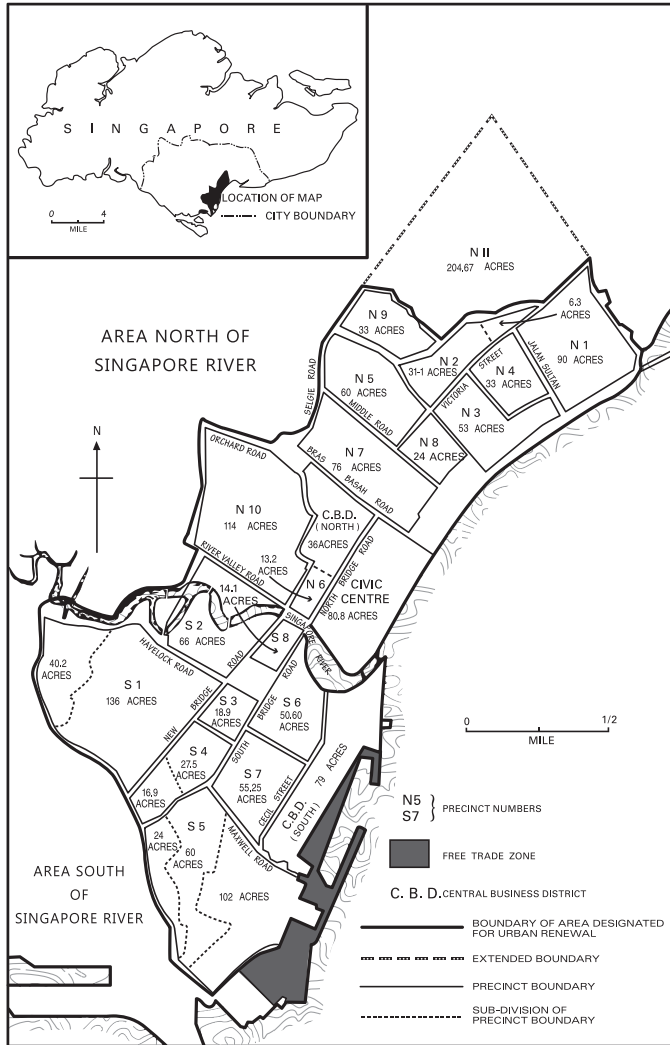 S I N G A P O R E
LOCATION OF MAP
CITY BOUNDARY
0 4
MILE
N II
204.67 ACRES
6.3
ACRES
N 9
33 ACRES
N 1
90 ACRES
AREA NORTH OF
SINGAPORE RIVER
N 2
31-1 ACRES
STREET
JALAN SULTAN
N 4
33
ACRES
SELGIE ROAD
N 5
60 ACRES
VICTORIA
MIDDLE ROAD
N 3
53 ACRES
N
N 8
24 ACRES
ORCHARD ROAD
N 7
76 ACRES
BRAS
BASAH ROAD
N 10
114 ACRES
C.B.D.
(NORTH)
36ACRES
RIVER VALLEY ROAD
13.2
ACRES
NORTH BRIDGE ROAD
N 6
CIVIC
CENTRE
80.8 ACRES
14.1
ACRES
SINGAPORE
RIVER
S 2
66 ACRES
S 8
40.2
ACRES
HAVELOCK ROAD
S 1
136 ACRES
NEW BRIDGE ROAD
S 3
18.9
ACRES
S 6
50.60
ACRES
SOUTH BRIDGE ROAD
0 1/2
MILE
S 4
27.5
ACRES
S 7
55,25
ACRES
CECIL STREET
79 ACRES
C.B.D.
(SOUTH)
16,9
ACRES
N5
S7
PRECINCT NUMBERS
24
ACRES
S 5
60
ACRES
MAXWELL ROAD
FREE TRADE ZONE
AREA SOUTH
OF
SINGAPORE RIVER
102 ACRES
C. B. D. CENTRAL BUSINESS DISTRICT
BOUNDARY OF AREA DESIGNATED
FOR URBAN RENEWAL
EXTENDED BOUNDARY
PRECINCT BOUNDARY
SUB-DIVISION OF
PRECINCT BOUNDARY